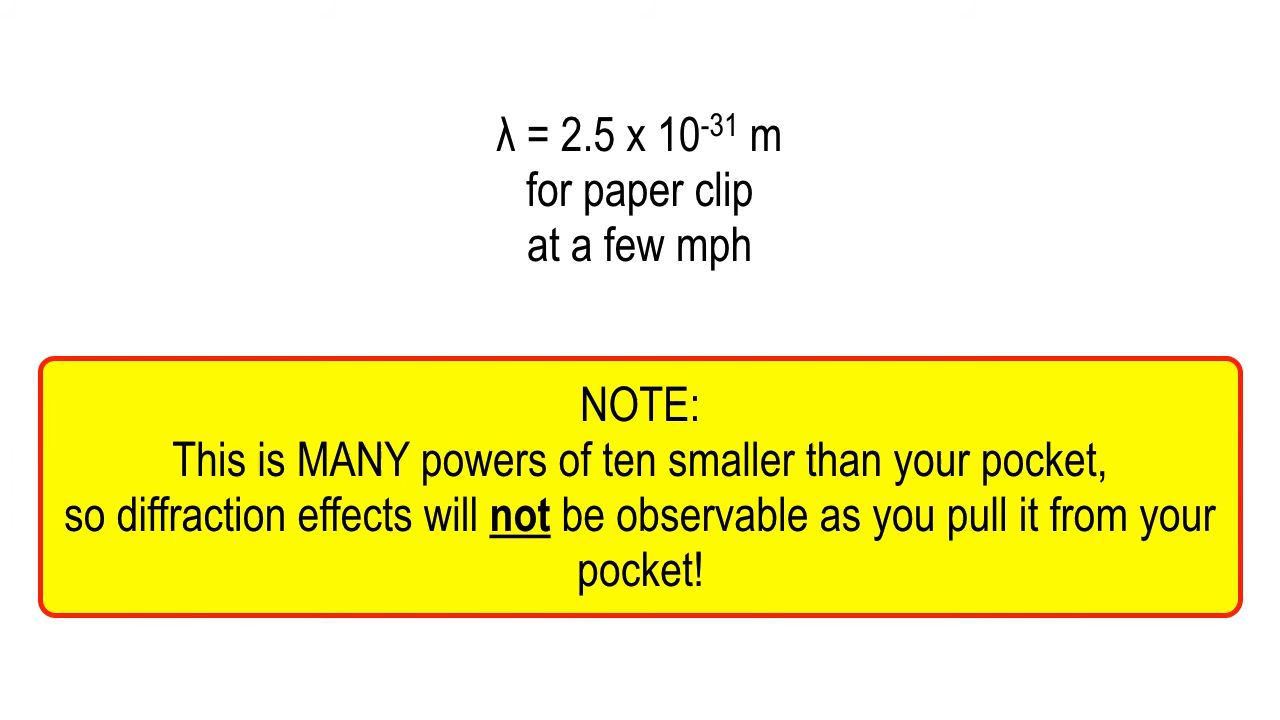 λ = 2.5 x 10⁻³¹ m
for paper clip
at a few mph
NOTE:
This is MANY powers of ten smaller than your pocket,
so diffraction effects will not be observable as you pull it from your
pocket!